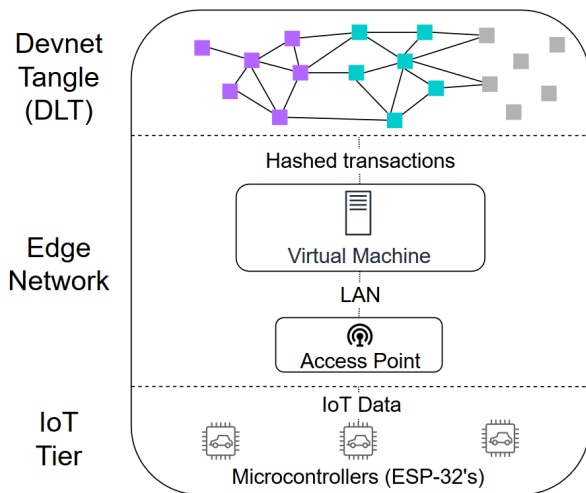 Devnet
Tangle
(DLT)
Hashed transactions
Virtual Machine
Edge
Network
LAN
Access Point
IoT Data
IoT
Tier
Microcontrollers (ESP-32's)